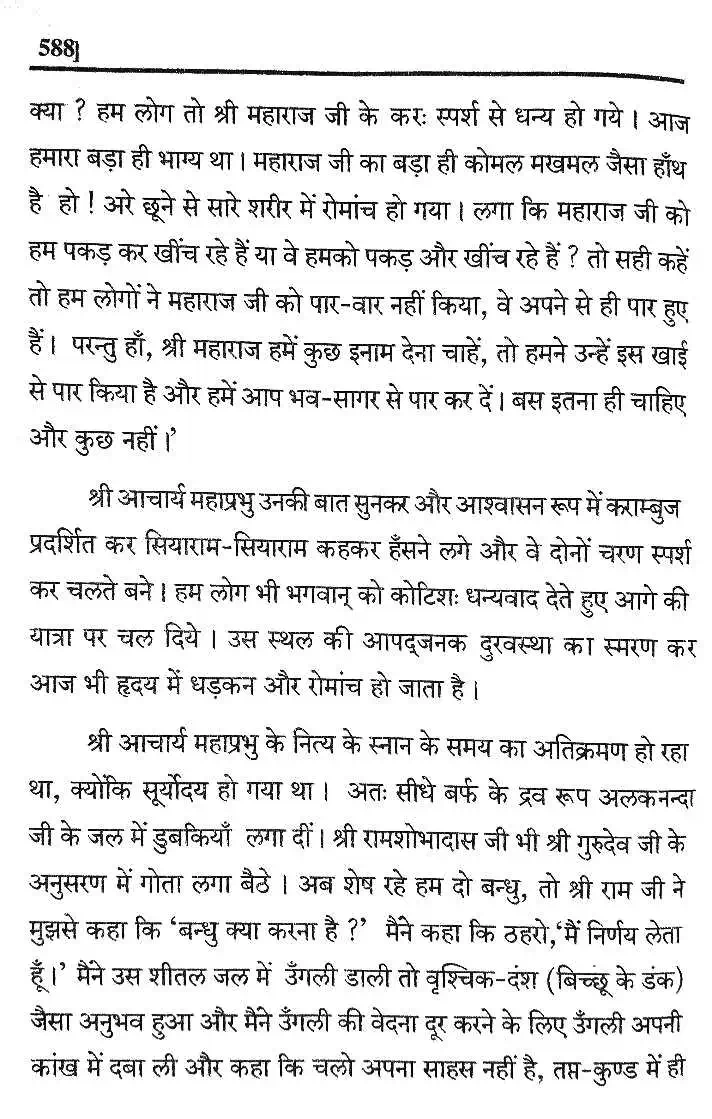 588]
क्या ? हम लोग तो श्री महाराज जी के करः स्पर्श से धन्य हो गये । आज
हमारा बड़ा ही भाग्य था । महाराज जी का बड़ा ही कोमल मखमल जैसा हाँथ
है हो ! अरे छूने से सारे शरीर में रोमांच हो गया । लगा कि महाराज जी को
हम पकड़ कर खींच रहे हैं या वे हमको पकड़ और खींच रहे हैं ? तो सही कहें
तो हम लोगों ने महाराज जी को पार-वार नहीं किया, वे अपने से ही पार हुए
हैं । परन्तु हाँ, श्री महाराज हमें कुछ इनाम देना चाहें, तो हमने उन्हें इस खाई
से पार किया है और हमें आप भव-सागर से पार कर दें । बस इतना ही चाहिए
और कुछ नहीं ।'
श्री आचार्य महाप्रभु उनकी बात सुनकर और आश्वासन रूप में कराम्बुज
प्रदर्शित कर सियाराम-सियाराम कहकर हँसने लगे और वे दोनों चरण स्पर्श
कर चलते बने । हम लोग भी भगवान् को कोटिशः धन्यवाद देते हुए आगे की
यात्रा पर चल दिये । उस स्थल की आपद्जनक दुरवस्था का स्मरण कर
आज भी हृदय में धड़कन और रोमांच हो जाता है ।
श्री आचार्य महाप्रभु के नित्य के स्नान के समय का अतिक्रमण हो रहा
था, क्योंकि सूर्योदय हो गया था । अतः सीधे बर्फ के द्रव रूप अलकनन्दा
जी के जल में डुबकियाँ लगा दीं । श्री रामशोभादास जी भी श्री गुरुदेव जी के
अनुसरण में गोता लगा बैठे । अब शेष रहे हम दो बन्धु, तो श्री राम जी ने
मुझसे कहा कि 'बन्धु क्या करना है ?' मैंने कहा कि ठहरो,'मैं निर्णय लेता
हूँ ।' मैंने उस शीतल जल में उँगली डाली तो वृश्चिक-दंश (बिच्छू के डंक)
जैसा अनुभव हुआ और मैंने उँगली की वेदना दूर करने के लिए उँगली अपनी
कांख में दबा ली और कहा कि चलो अपना साहस नहीं है, तप्त-कुण्ड में ही